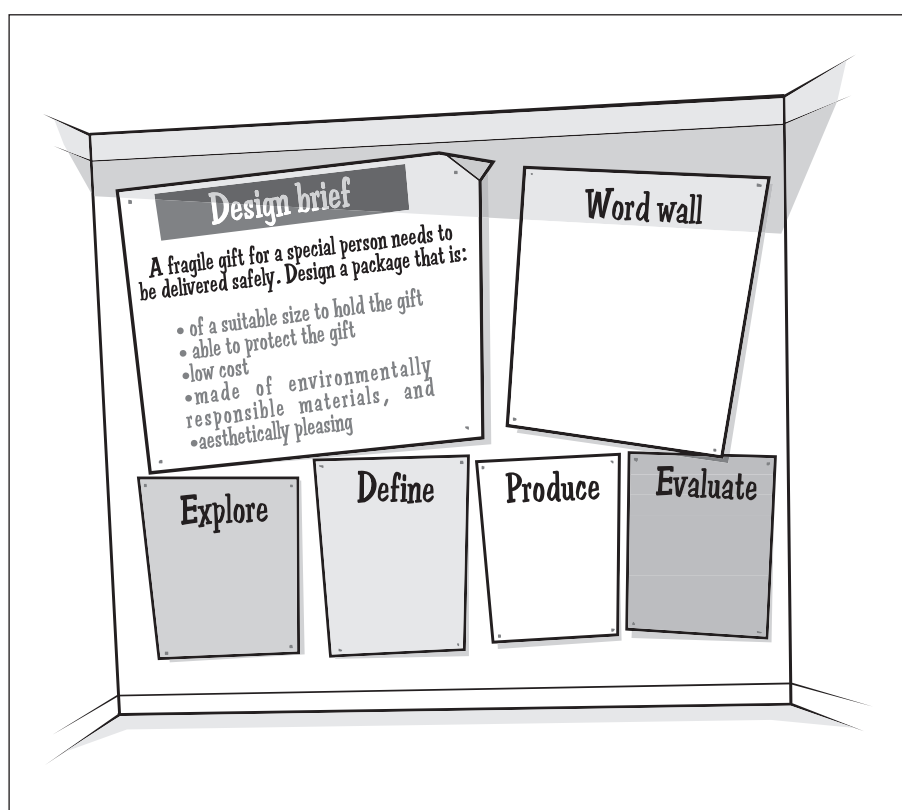 Design brief
A fragile gift for a special person needs to
be delivered safely. Design a package that is:
• of a suitable size to hold the gift
• able to protect the gift
•low cost
•made of environmentally
responsible materials, and
•aesthetically pleasing
Word wall
Explore
Define
Produce
Evaluate